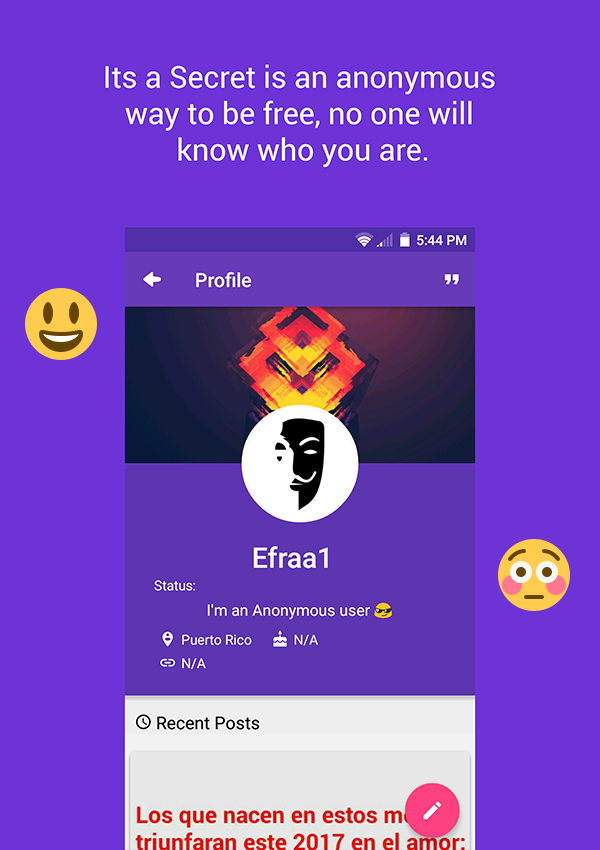 Its a Secret is an anonymous
way to be free, no one will
know who you are.
5:44 PM
Profile
Efraa1
Status:
I'm an Anonymous user 😎
Puerto Rico N/A
N/A
Recent Posts
Los que nacen en estos
triunfaran este 2017 en el amor: